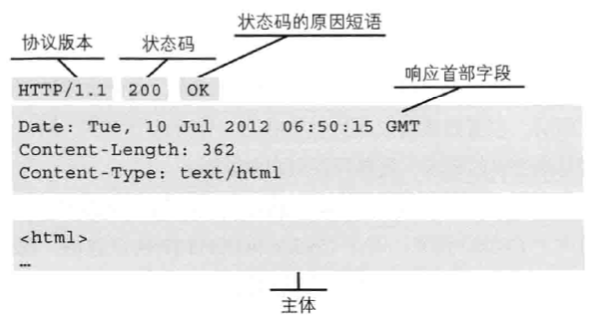 状态码的原因短语
协议版本 状态码
HTTP/1.1 200 OK
响应首部字段
Date: Tue, 10 Jul 2012 06:50:15 GMT
Content-Length: 362
Content-Type: text/html
<html>
…
主体